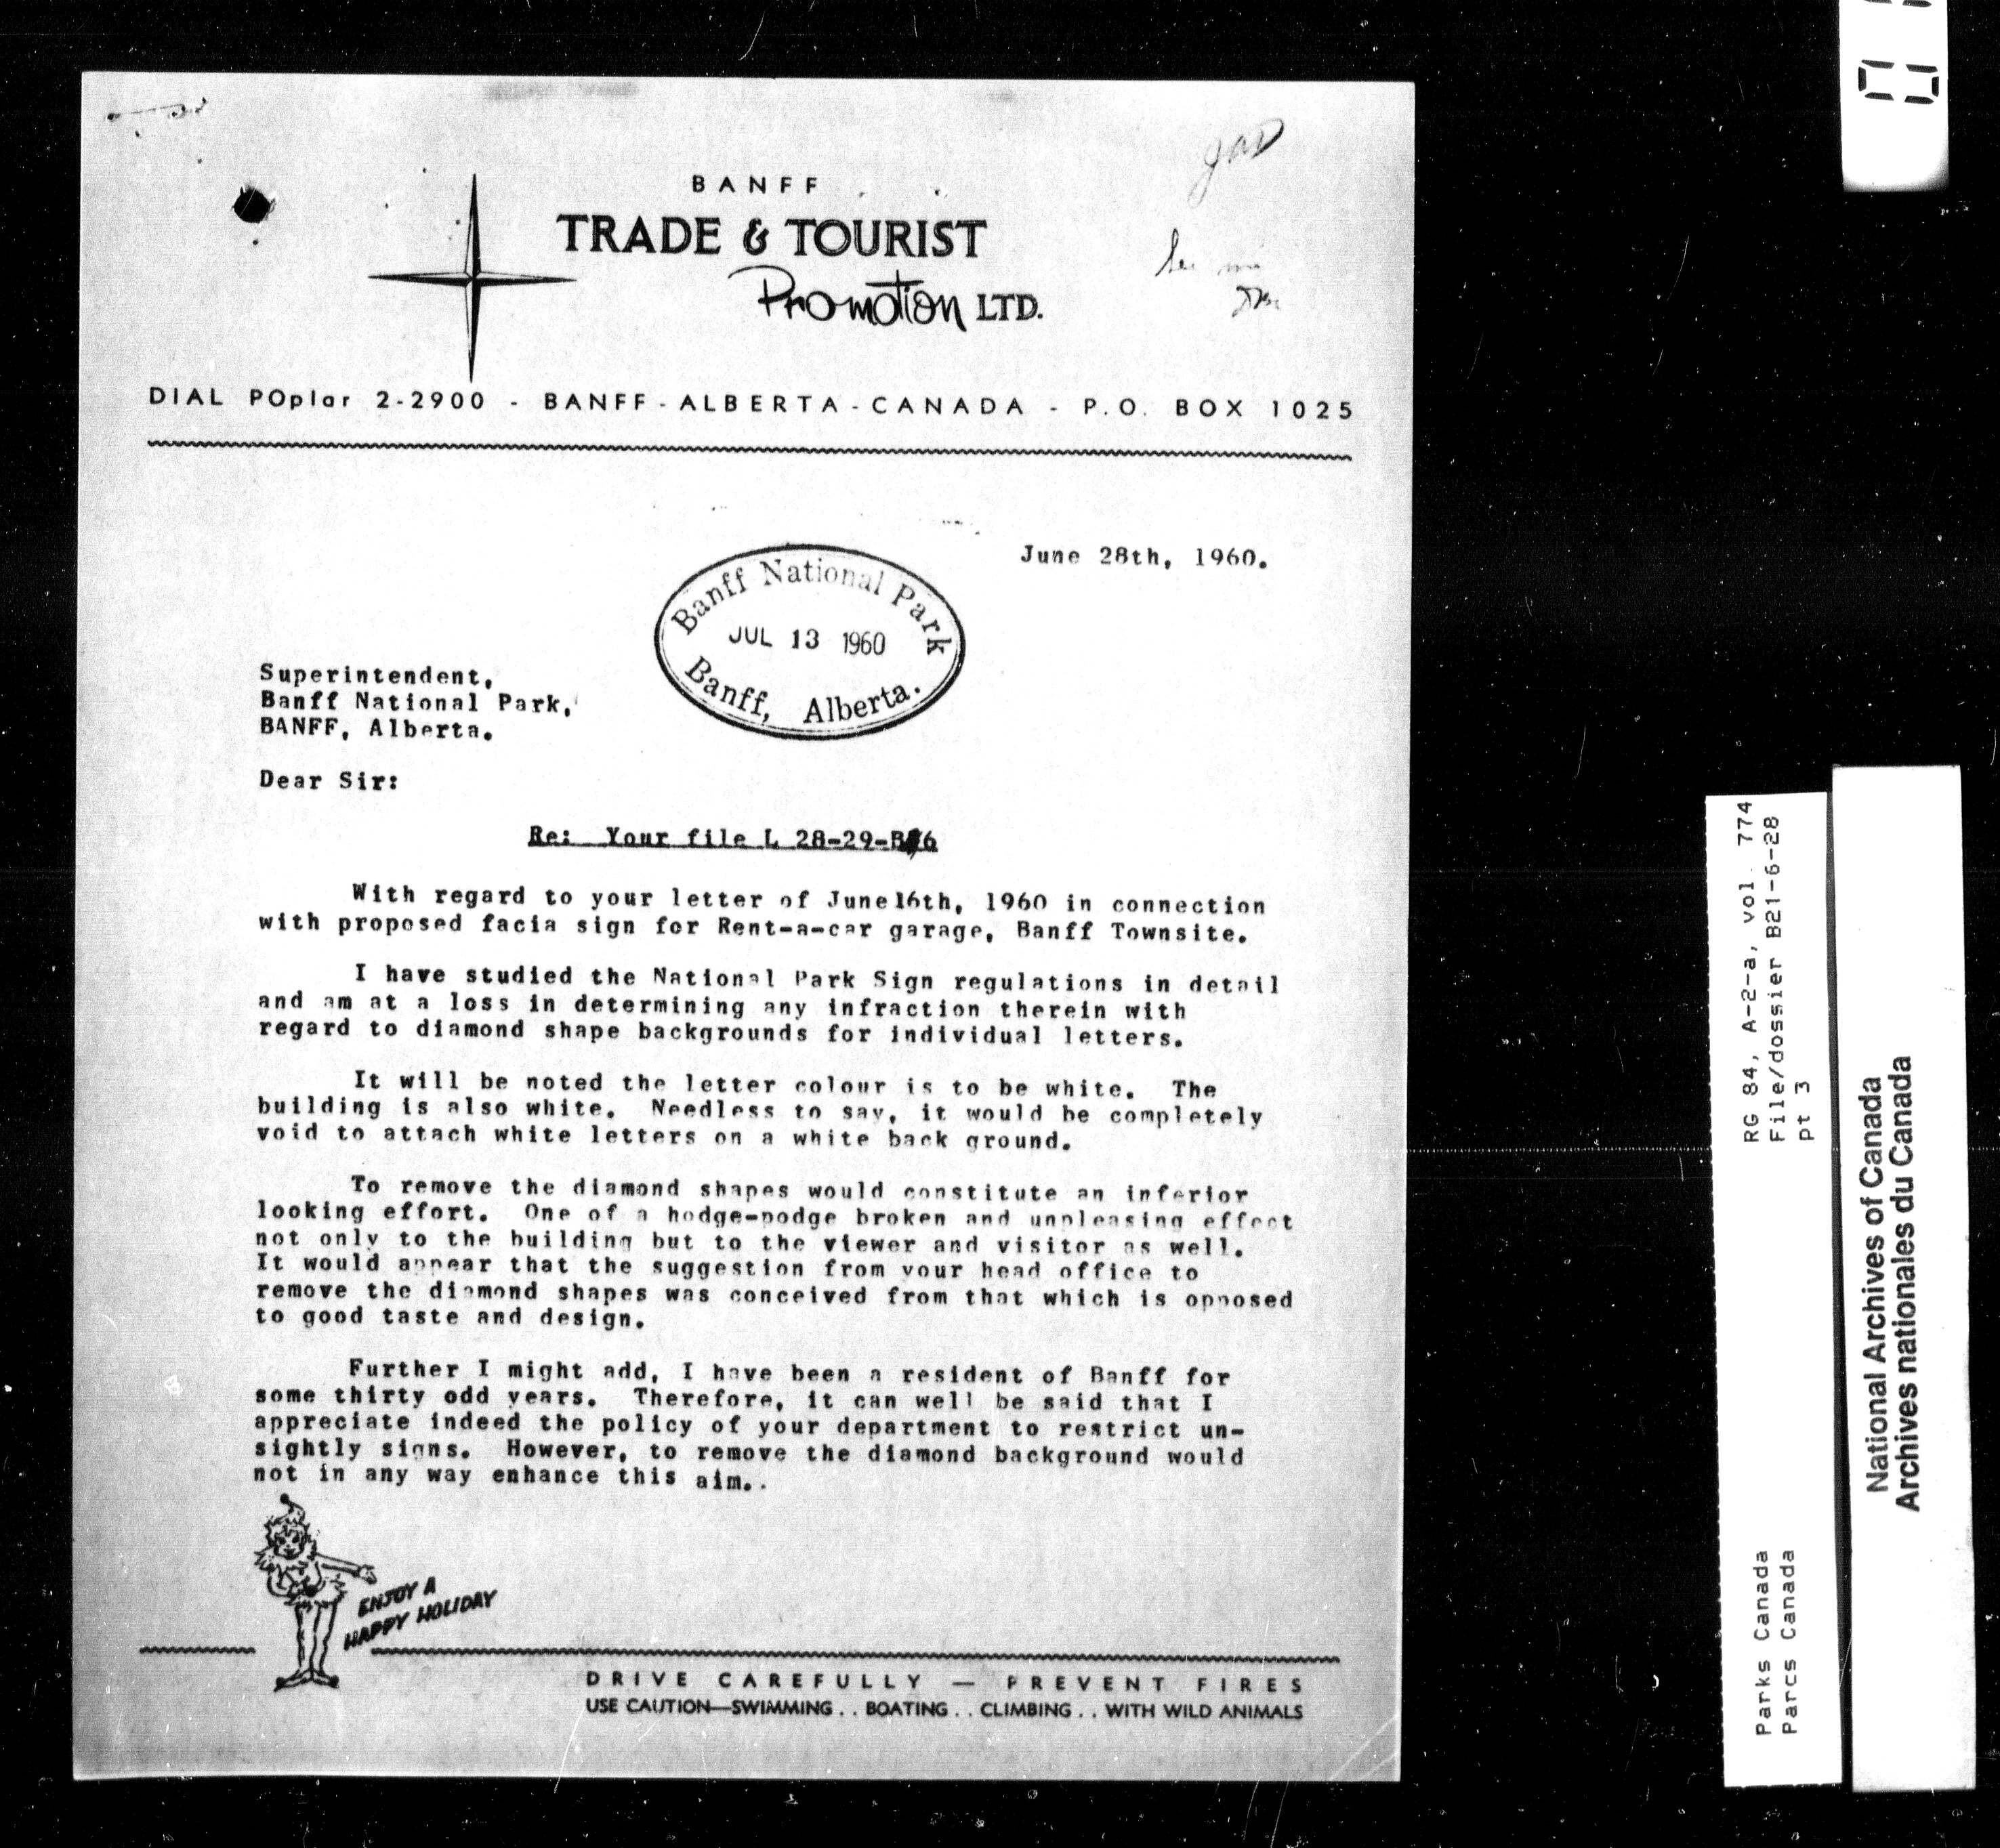 BANFF
TRADE & TOURIST
Promotion LTD.
DIAL POplar 2-2900 - BANFF - ALBERTA - CANADA - P.O. BOX 1025
June 28th, 1960.
Banff National Park
JUL 13 1960
Banff, Alberta.
Superintendent,
Banff National Park,
BANFF, Alberta.
Dear Sir:
Re: Your file L 28-29-B 6
With regard to your letter of June16th, 1960 in connection
with proposed facia sign for Rent-a-car garage, Banff Townsite.
I have studied the National Park Sign regulations in detail
and am at a loss in determining any infraction therein with
regard to diamond shape backgrounds for individual letters.
It will be noted the letter colour is to be white. The
building is also white. Needless to say, it would be completely
void to attach white letters on a white back ground.
To remove the diamond shapes would constitute an inferior
looking effort. One of a hodge-podge broken and unpleasing effect
not only to the building but to the viewer and visitor as well.
It would appear that the suggestion from your head office to
remove the diamond shapes was conceived from that which is opposed
to good taste and design.
Further I might add, I have been a resident of Banff for
some thirty odd years. Therefore, it can well be said that I
appreciate indeed the policy of your department to restrict un-
sightly signs. However, to remove the diamond background would
not in any way enhance this aim..
ENJOY A
HAPPY HOLIDAY
DRIVE CAREFULLY — PREVENT FIRES
USE CAUTION—SWIMMING . . BOATING . . CLIMBING . . WITH WILD ANIMALS
RG 84, A-2-a, vol. 774
File/dossier B21-6-28
pt 3
Parks Canada
Parcs Canada
National Archives of Canada
Archives nationales du Canada